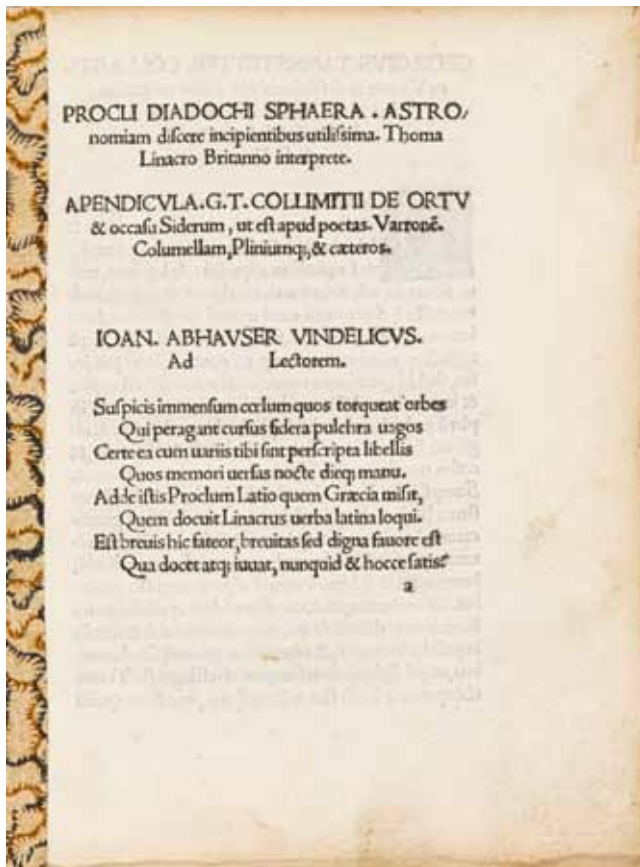 PROCLI DIADOCHI SPHAERA . ASTRO/
nomiam discere incipientibus utilissima. Thoma
Linacro Britanno interprete.
APENDICVLA.G.T.COLLIMITII DE ORTV
& occasu Siderum, ut est apud poetas. Varronē.
Columellam, Pliniumq;, & cæteros.
IOAN. ABHAVSER VINDELICVS.
Ad Lectorem.
Suspicis immensum cœlum quos torqueat orbes
Qui peragant cursus sidera pulchra uagos
Certe ea cum uariis tibi sint perscripta libellis
Quos memori uersas nocte dieq; manu.
Adde istis Proclum Latio quem Græcia misit,
Quem docuit Linacrus uerba latina loqui.
Est breuis hic fateor, breuitas sed digna fauore est
Qua docet atq; iuuat, nunquid & hocce satis?
a